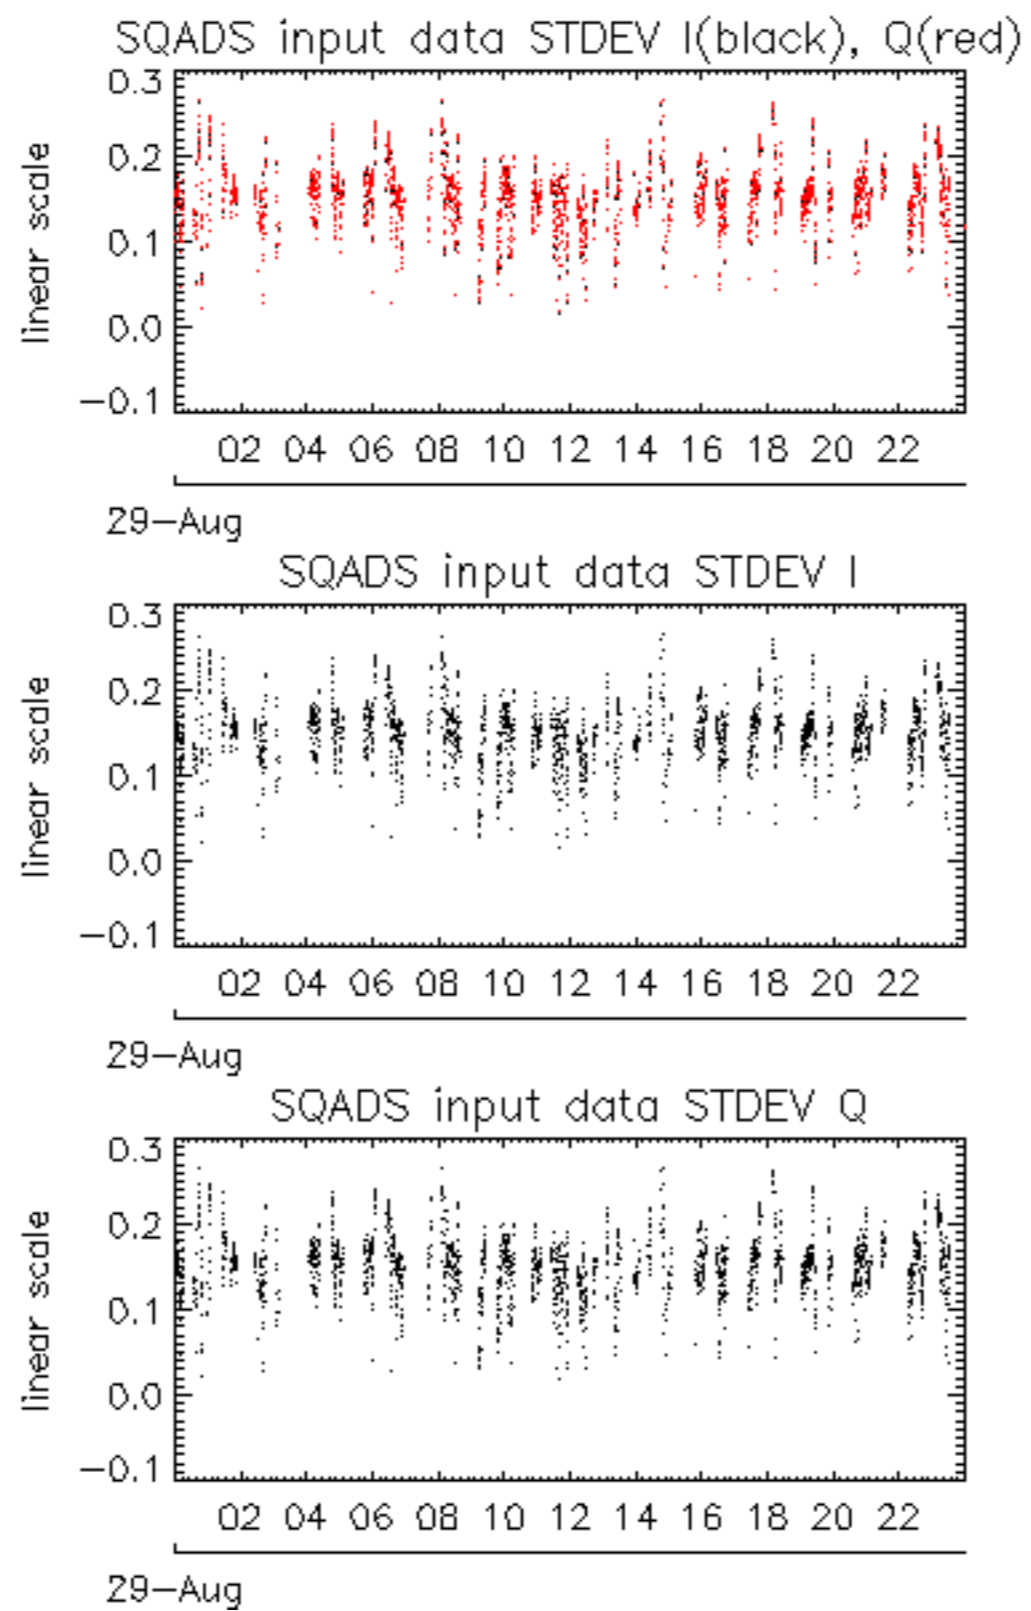 SQADS input data STDEV I(black), Q(red)
0.3
0.2
0.1
0.0
−0.1
linear scale
02 04 06 08 10 12 14 16 18 20 22
29−Aug
SQADS input data STDEV I
0.3
0.2
0.1
0.0
−0.1
linear scale
02 04 06 08 10 12 14 16 18 20 22
29−Aug
SQADS input data STDEV Q
0.3
0.2
0.1
0.0
−0.1
linear scale
02 04 06 08 10 12 14 16 18 20 22
29−Aug